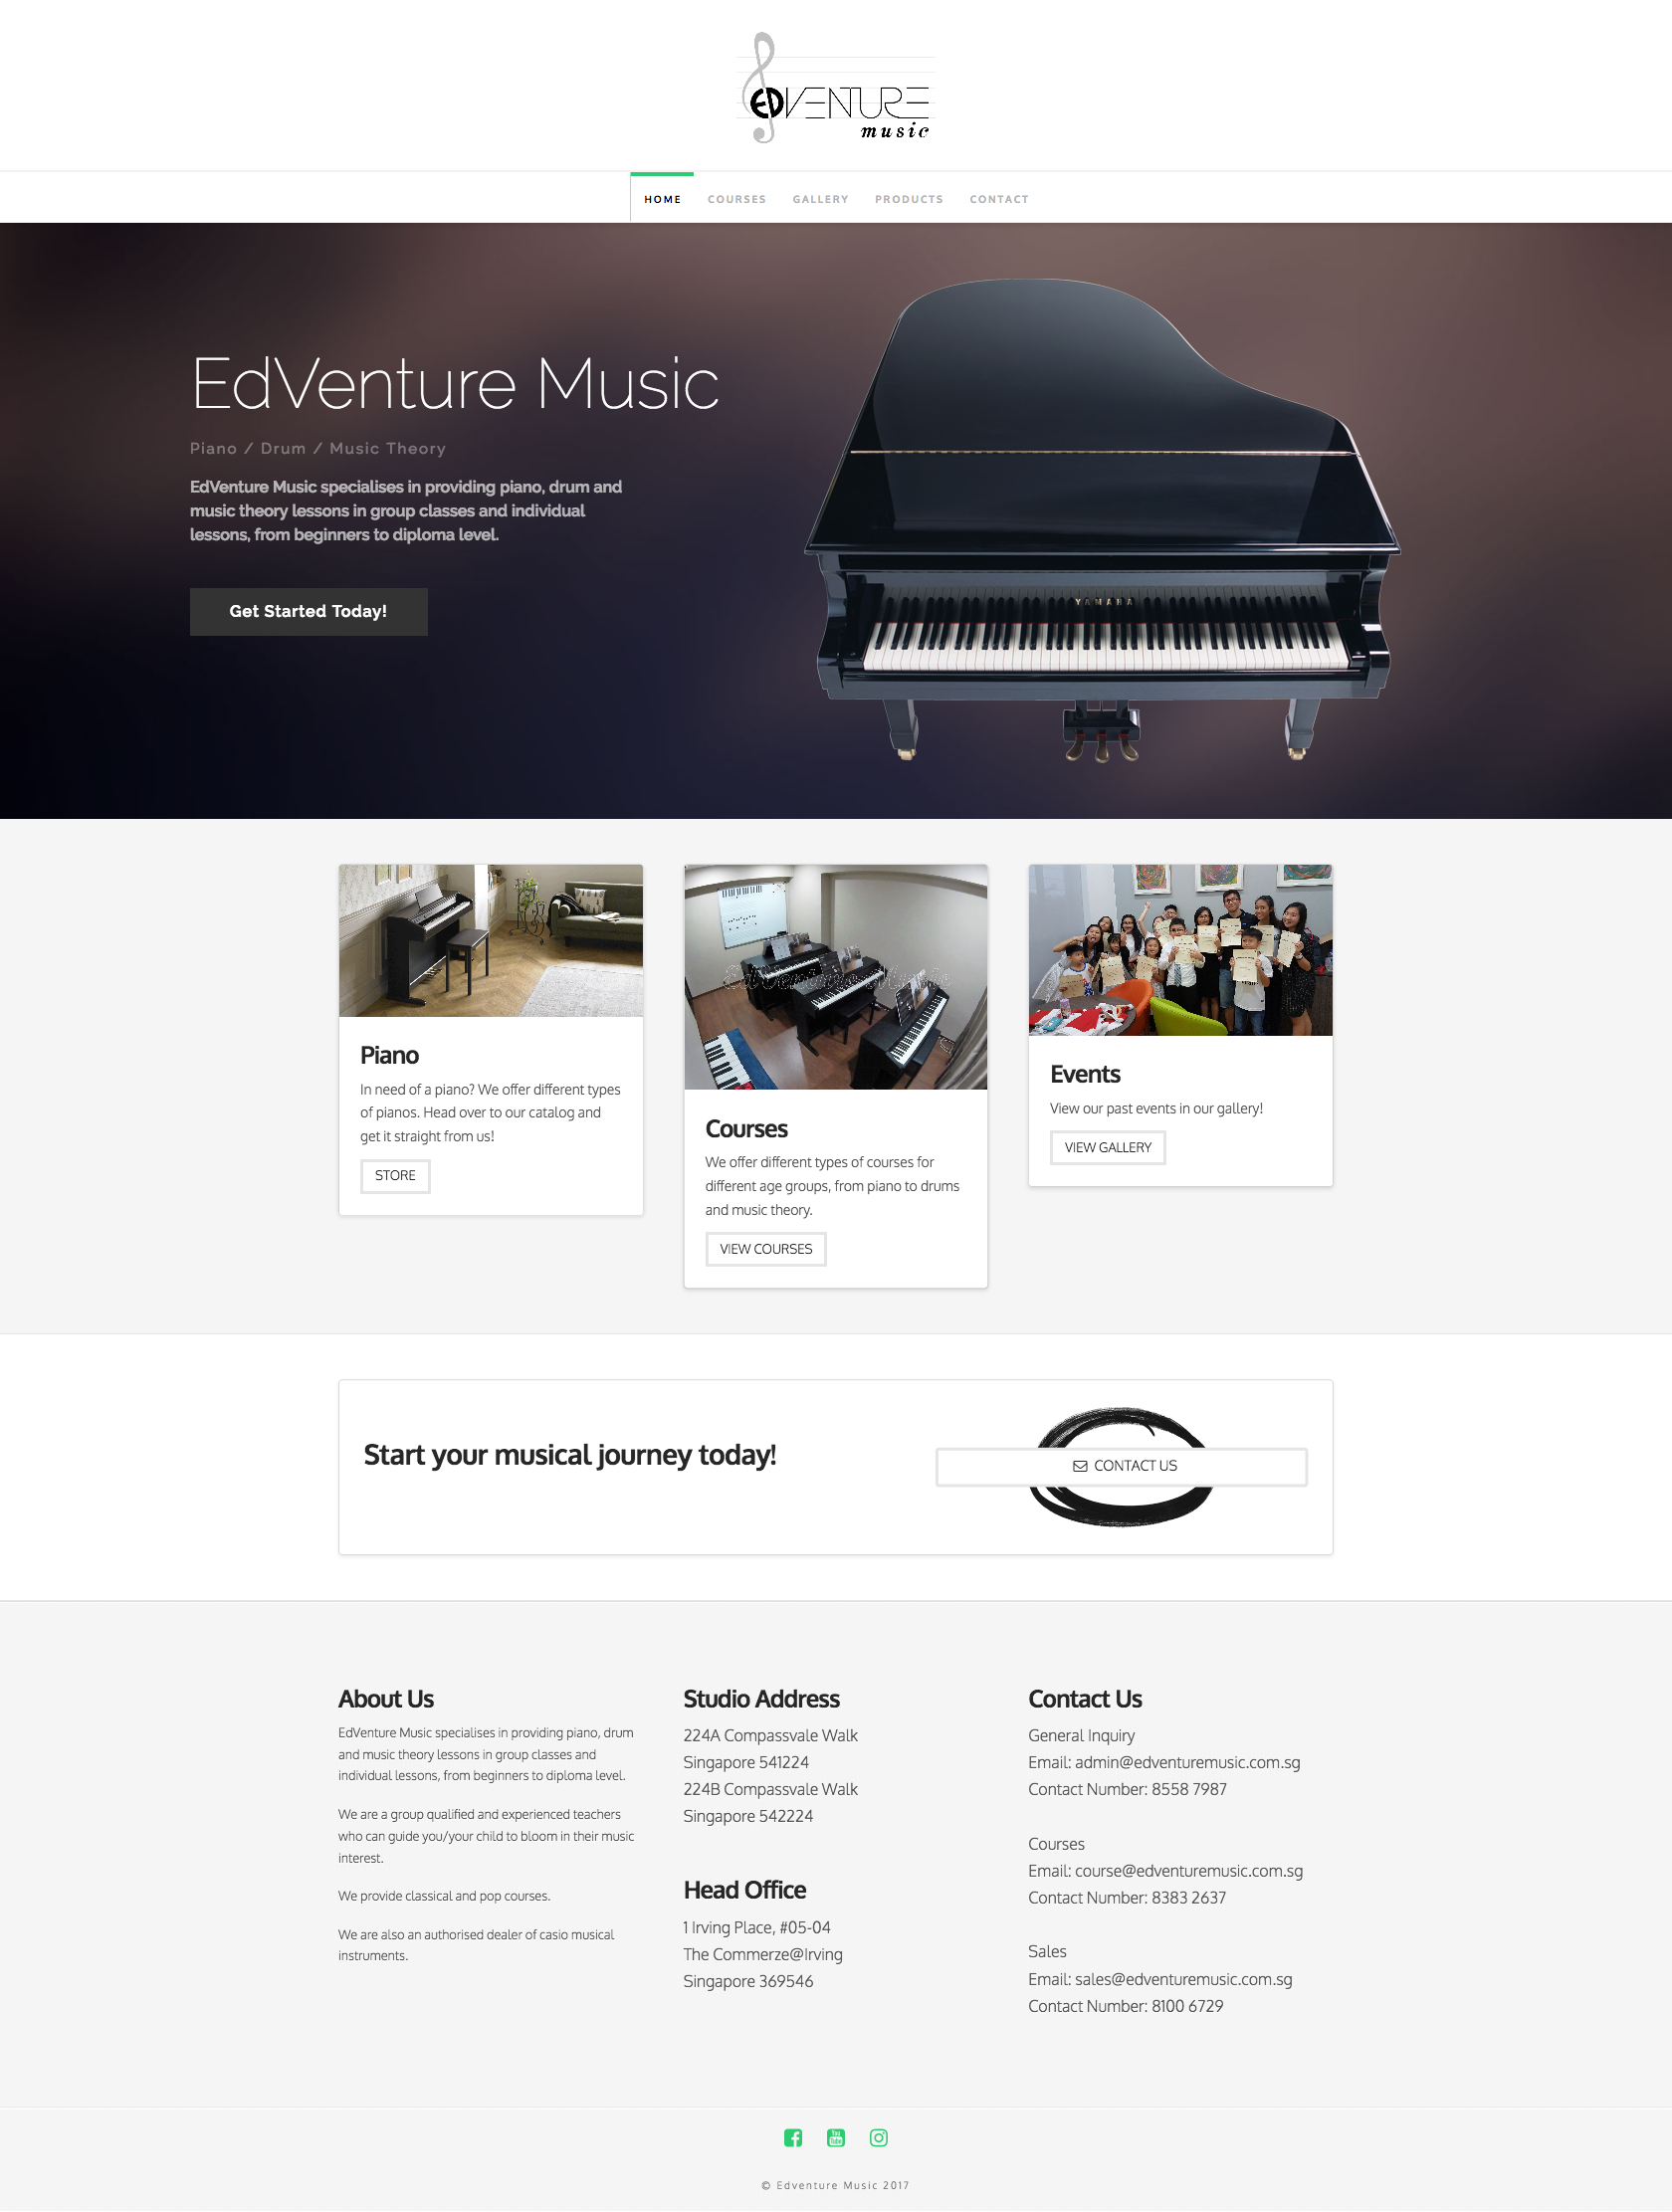 EDVENTURE
music
HOME COURSES GALLERY PRODUCTS CONTACT
EdVenture Music
Piano / Drum / Music Theory
EdVenture Music specialises in providing piano, drum and
music theory lessons in group classes and individual
lessons, from beginners to diploma level.
Get Started Today!
YAMAHA
EdVenture Music
Piano
In need of a piano? We offer different types
of pianos. Head over to our catalog and
get it straight from us!
STORE
Courses
We offer different types of courses for
different age groups, from piano to drums
and music theory.
VIEW COURSES
Events
View our past events in our gallery!
VIEW GALLERY
Start your musical journey today!
CONTACT US
About Us
EdVenture Music specialises in providing piano, drum
and music theory lessons in group classes and
individual lessons, from beginners to diploma level.
We are a group qualified and experienced teachers
who can guide you/your child to bloom in their music
interest.
We provide classical and pop courses.
We are also an authorised dealer of casio musical
instruments.
Studio Address
224A Compassvale Walk
Singapore 541224
224B Compassvale Walk
Singapore 542224
Head Office
1 Irving Place, #05-04
The Commerze@Irving
Singapore 369546
Contact Us
General Inquiry
Email: admin@edventuremusic.com.sg
Contact Number: 8558 7987
Courses
Email: course@edventuremusic.com.sg
Contact Number: 8383 2637
Sales
Email: sales@edventuremusic.com.sg
Contact Number: 8100 6729
You
Tube
© Edventure Music 2017